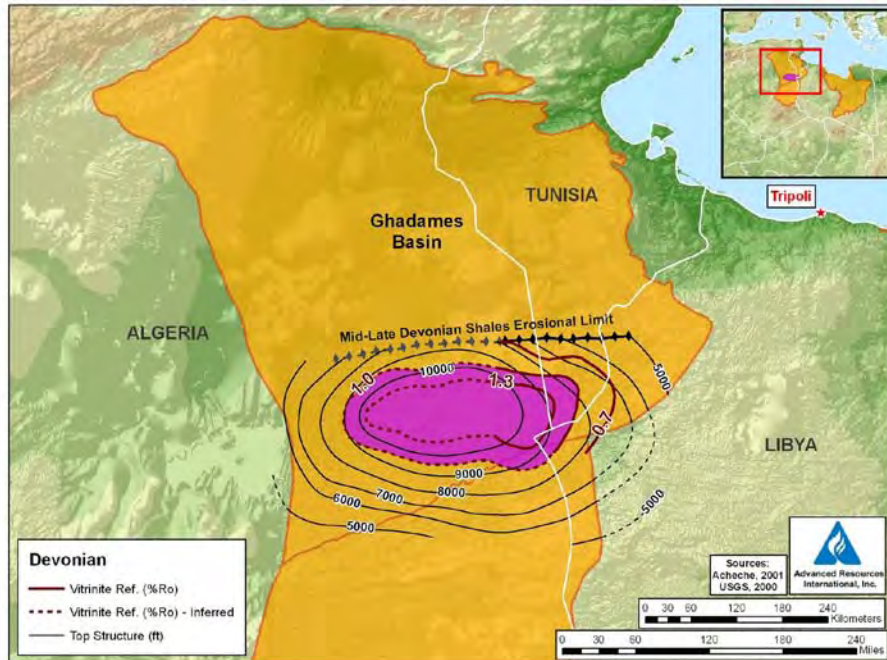 TUNISIA
Tripoli
Ghadames
Basin
ALGERIA
Mid-Late Devonian Shales Erosional Limit
1.0
10000
1.3
5000
0.7
LIBYA
9000
8000
7000
6000
5000
5000
Devonian
Vitrinite Ref. (%Ro)
Vitrinite Ref. (%Ro) - Inferred
Top Structure (ft)
Sources:
Acheche, 2001
USGS, 2000
Advanced Resources
International, Inc.
0 30 60 120 180 240
Kilometers
0 30 60 120 180 240
Miles